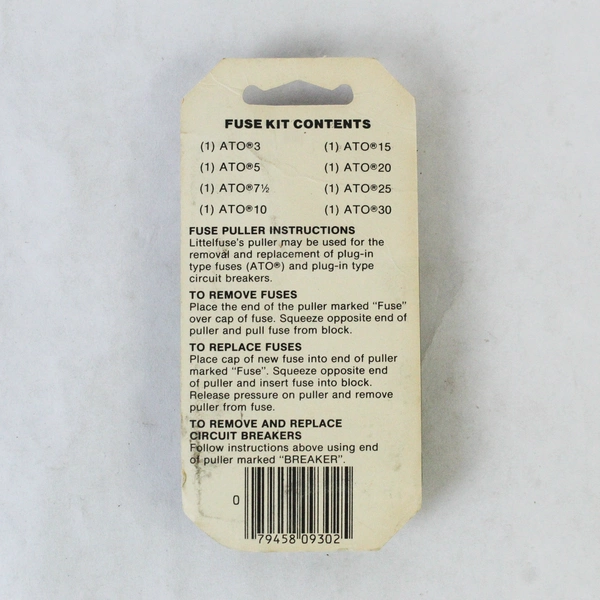 FUSE KIT CONTENTS
(1) ATO®3 (1) ATO®15
(1) ATO®5 (1) ATO®20
(1) ATO®7½ (1) ATO®25
(1) ATO®10 (1) ATO®30
FUSE PULLER INSTRUCTIONS
Littelfuse's puller may be used for the
removal and replacement of plug-in
type fuses (ATO®) and plug-in type
circuit breakers.
TO REMOVE FUSES
Place the end of the puller marked "Fuse"
over cap of fuse. Squeeze opposite end of
puller and pull fuse from block.
TO REPLACE FUSES
Place cap of new fuse into end of puller
marked "Fuse". Squeeze opposite end
of puller and insert fuse into block.
Release pressure on puller and remove
puller from fuse.
TO REMOVE AND REPLACE
CIRCUIT BREAKERS
Follow instructions above using end
of puller marked "BREAKER".
0
79458 09302